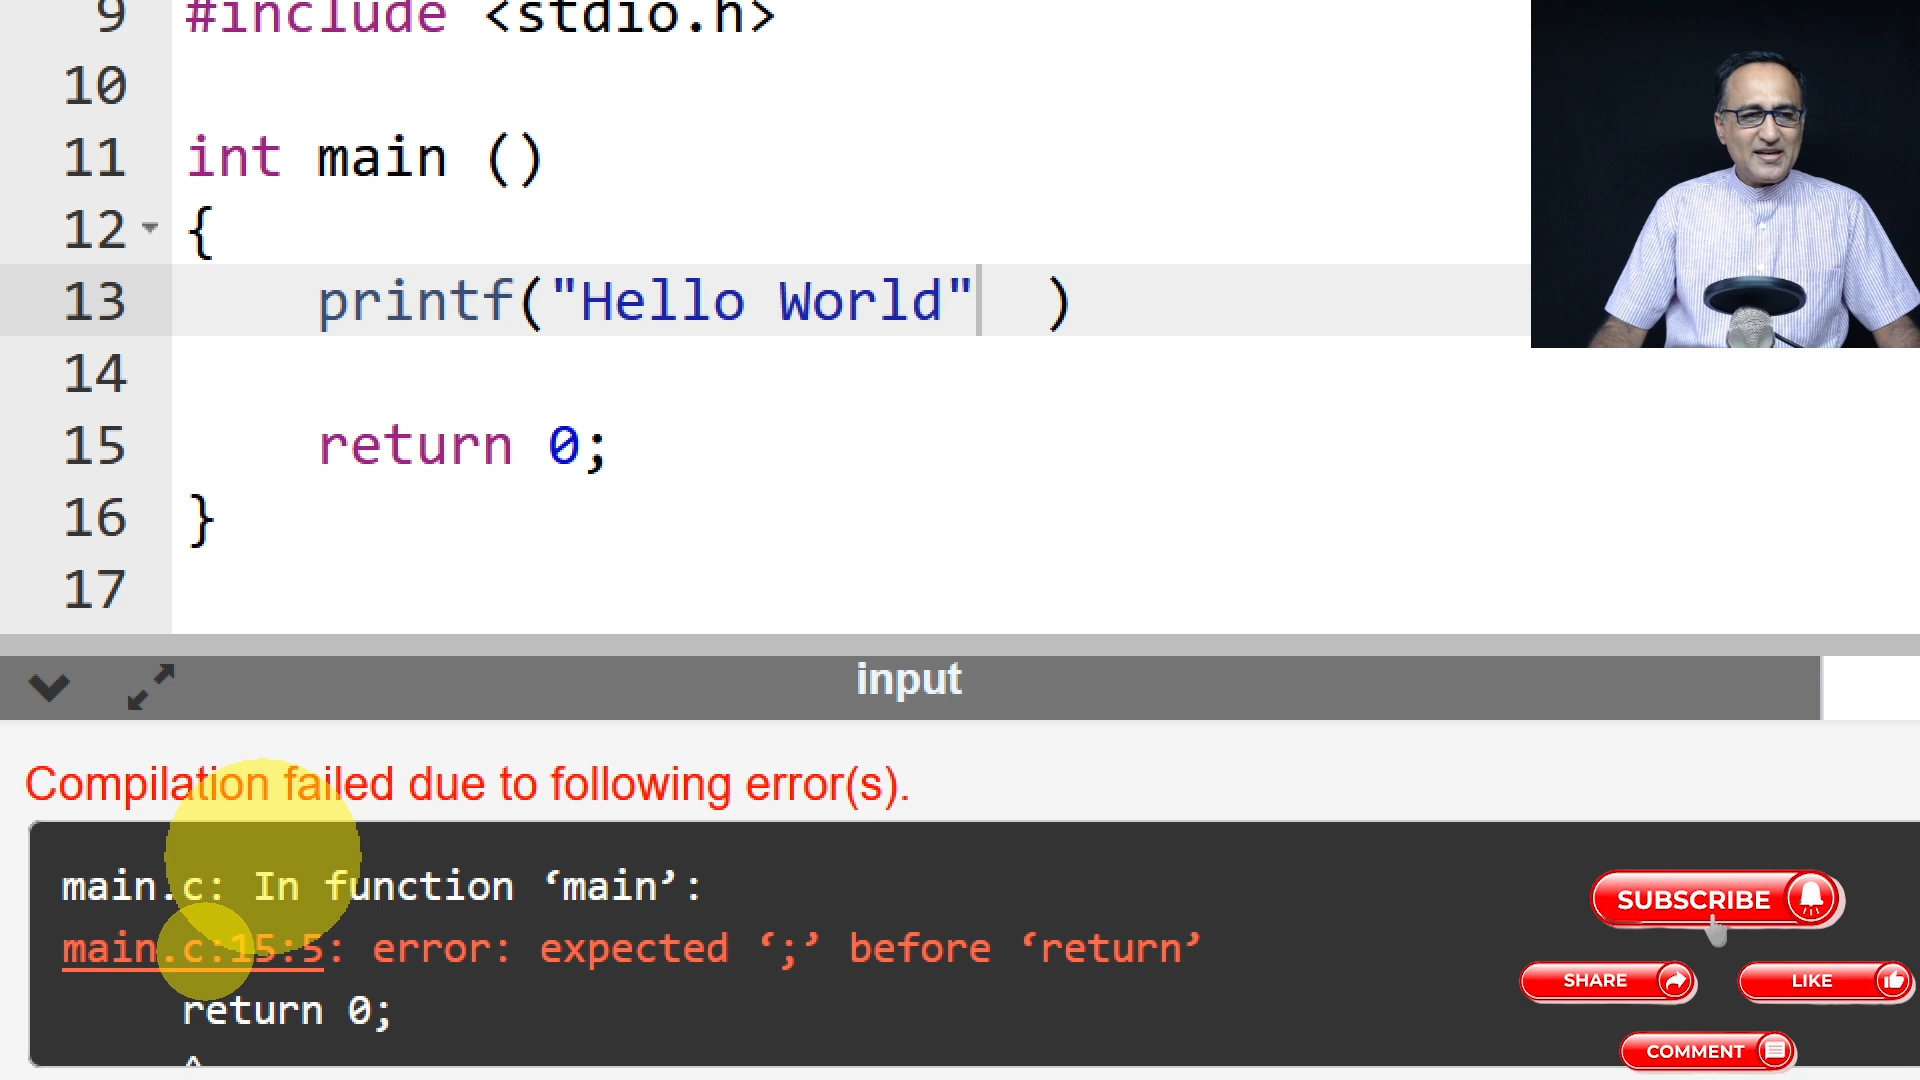 9 #include <stdio.h>
10
11 int main ()
12 {
13 printf("Hello World"  )
14
15 return 0;
16 }
17
input
Compilation failed due to following error(s).
main.c: In function ‘main’:
main.c:15:5: error: expected ‘;’ before ‘return’
return 0;
^
SUBSCRIBE
SHARE
LIKE
COMMENT